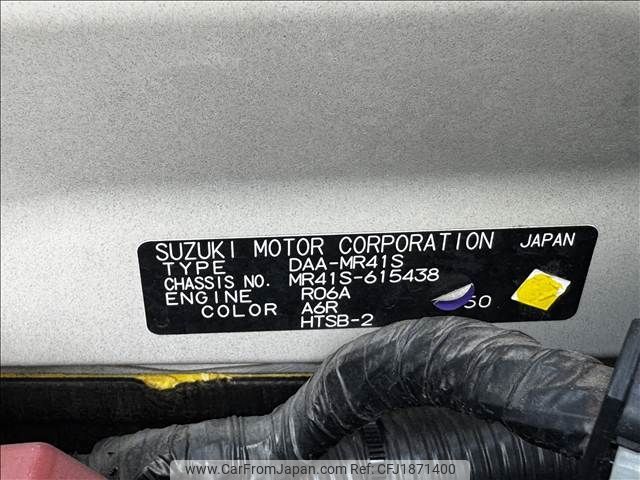 SUZUKI MOTOR CORPORATION JAPAN
TYPE DAA-MR41S
CHASSIS NO. MR41S-615438
ENGINE R06A 50
COLOR A6R
HTSB-2
www.carfromjapan.com Ref:CFJ1871400